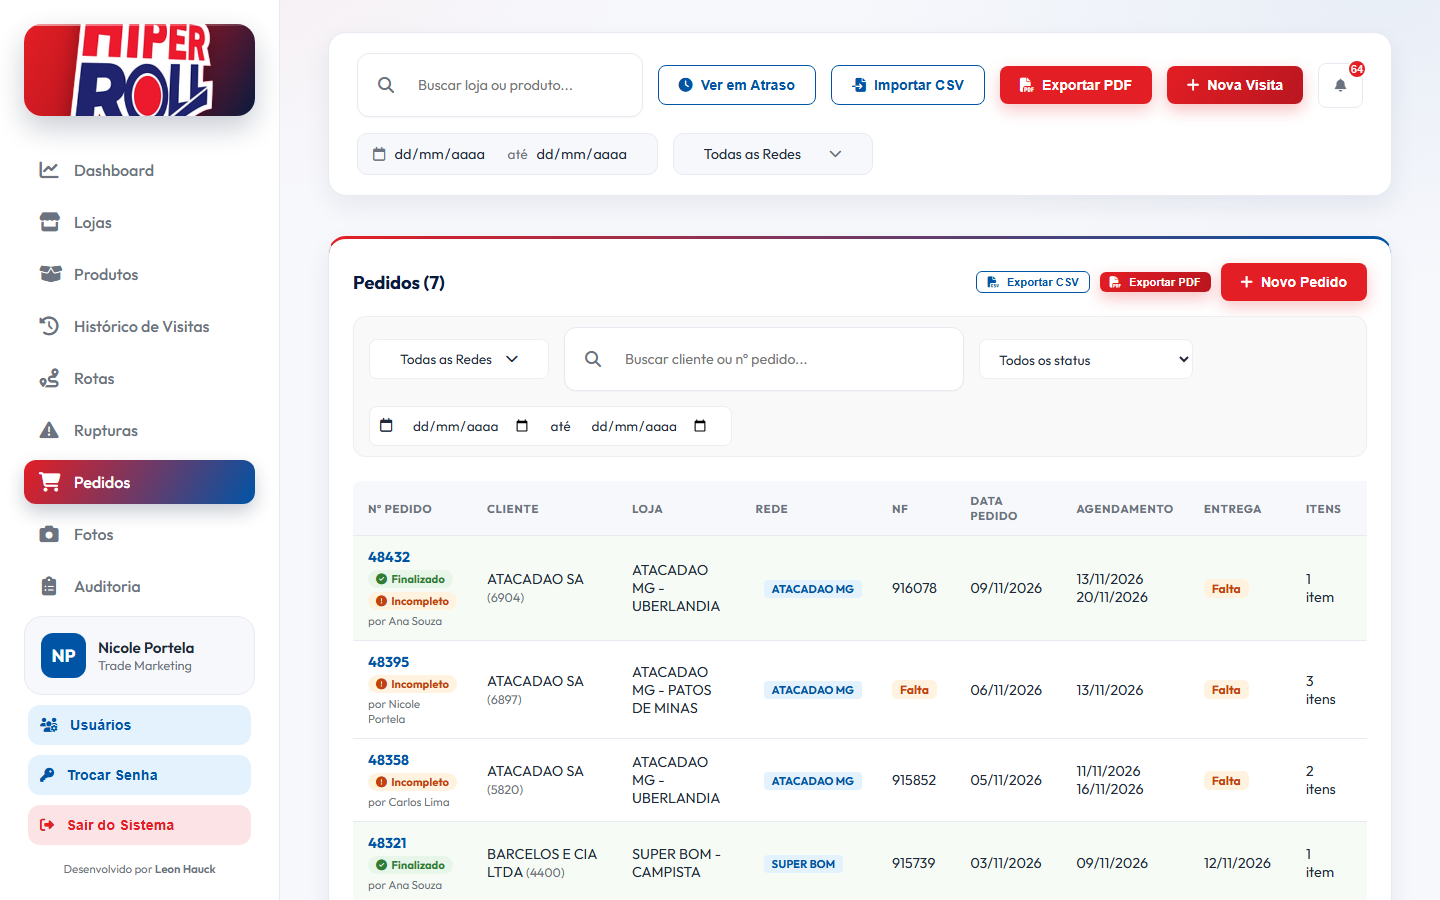 HIPER
ROLL
Dashboard
Lojas
Produtos
Histórico de Visitas
Rotas
Rupturas
Pedidos
Fotos
Auditoria
NP
Nicole Portela
Trade Marketing
Usuários
Trocar Senha
Sair do Sistema
Desenvolvido por Leon Hauck
Buscar loja ou produto...
Ver em Atraso
Importar CSV
Exportar PDF
Nova Visita
64
dd/mm/aaaa até dd/mm/aaaa
Todas as Redes
Pedidos (7)
Exportar CSV
Exportar PDF
Novo Pedido
Todas as Redes
Buscar cliente ou nº pedido...
Todos os status
dd/mm/aaaa até dd/mm/aaaa
Nº PEDIDO CLIENTE LOJA REDE NF DATA PEDIDO AGENDAMENTO ENTREGA ITENS
48432
Finalizado
Incompleto
por Ana Souza
ATACADAO SA
(6904)
ATACADAO
MG -
UBERLANDIA
ATACADAO MG
916078
09/11/2026
13/11/2026
20/11/2026
Falta
1
item
48395
Incompleto
por Nicole
Portela
ATACADAO SA
(6897)
ATACADAO
MG - PATOS
DE MINAS
ATACADAO MG
Falta
06/11/2026
13/11/2026
Falta
3
itens
48358
Incompleto
por Carlos Lima
ATACADAO SA
(5820)
ATACADAO
MG -
UBERLANDIA
ATACADAO MG
915852
05/11/2026
11/11/2026
16/11/2026
Falta
2
itens
48321
Finalizado
por Ana Souza
BARCELOS E CIA
LTDA (4400)
SUPER BOM -
CAMPISTA
SUPER BOM
915739
03/11/2026
09/11/2026
12/11/2026
1
item